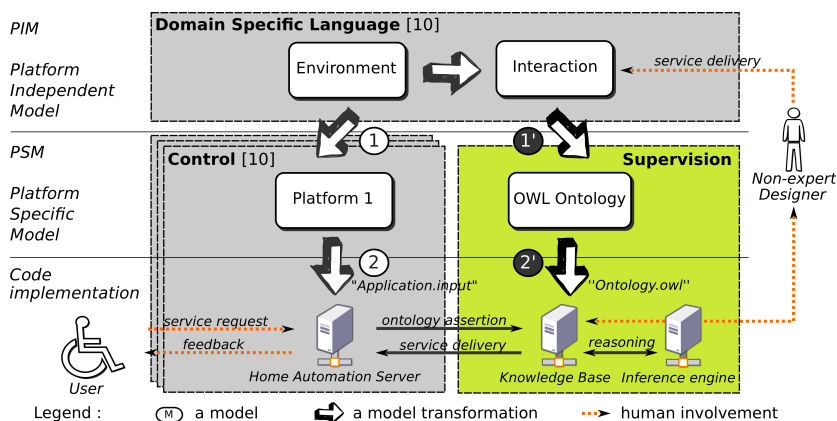 PIM
Domain Specific Language [10]
Platform
Independent
Model
Environment
Interaction
service delivery
1
1'
Non-expert
Designer
PSM
Platform
Specific
Model
Control [10]
Supervision
Platform 1
OWL Ontology
2
2'
Code
implementation
"Application.input"
''Ontology.owl''
service request
feedback
ontology assertion
service delivery
reasoning
User
Home Automation Server
Knowledge Base
Inference engine
Legend :
M
a model
a model transformation
human involvement